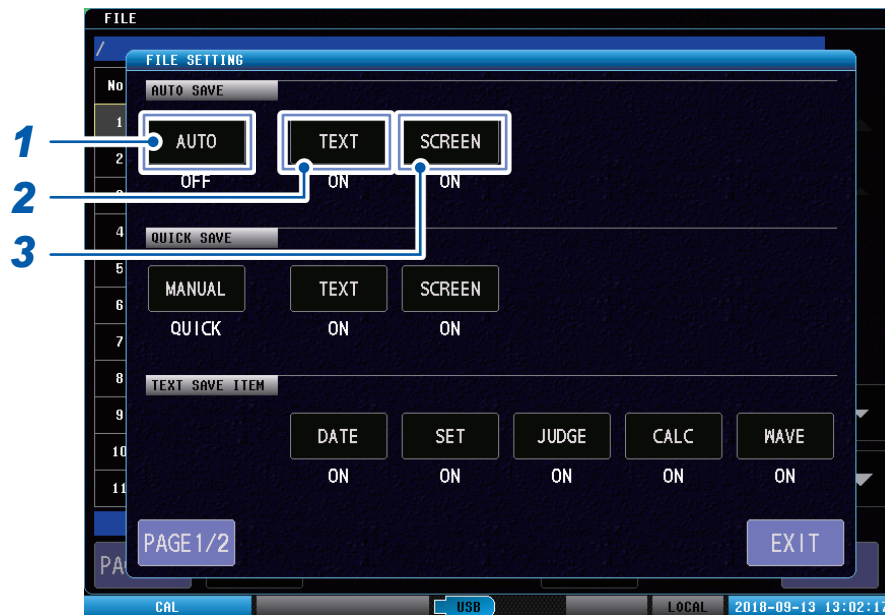 FILE
/
FILE SETTING
No
AUTO SAVE
1
AUTO TEXT SCREEN
1
2
OFF ON ON
2
4
QUICK SAVE
3
5
MANUAL TEXT SCREEN
6
QUICK ON ON
7
8
TEXT SAVE ITEM
9
DATE SET JUDGE CALC WAVE
10
ON ON ON ON ON
11
PAGE1/2 EXIT
PA
CAL USB LOCAL 2018-09-13 13:02: